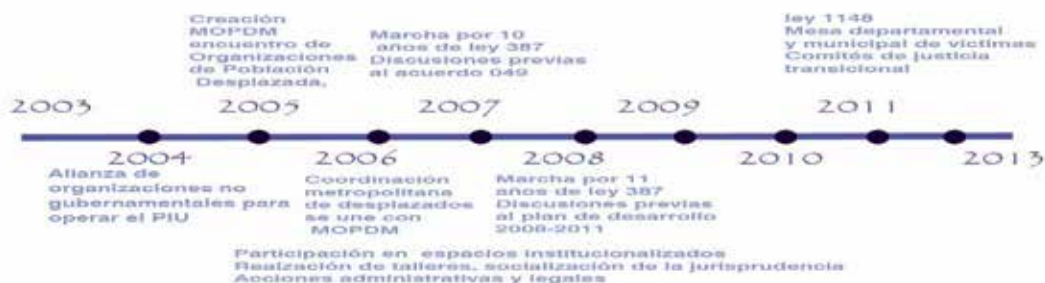 Creación
MOPDM
encuentro de
Organizaciones
de Población
Desplazada,
Marcha por 10
años de ley 387
Discusiones previas
al acuerdo 049
ley 1148
Mesa departamental
y municipal de victimas
Comités de justicia
transicional
2003
2005
2007
2009
2011
2004
2006
2008
2010
2013
Alianza de
organizaciones no
gubernamentales para
operar el PIU
Coordinación
metropolitana
de desplazados
se une con
MOPDM
Marcha por 11
años de ley 387
Discusiones previas
al plan de desarrollo
2008-2011
Participación en espacios institucionalizados
Realzación de talleres, socialización de la jurisprudencia
Acciones administrativas y legales